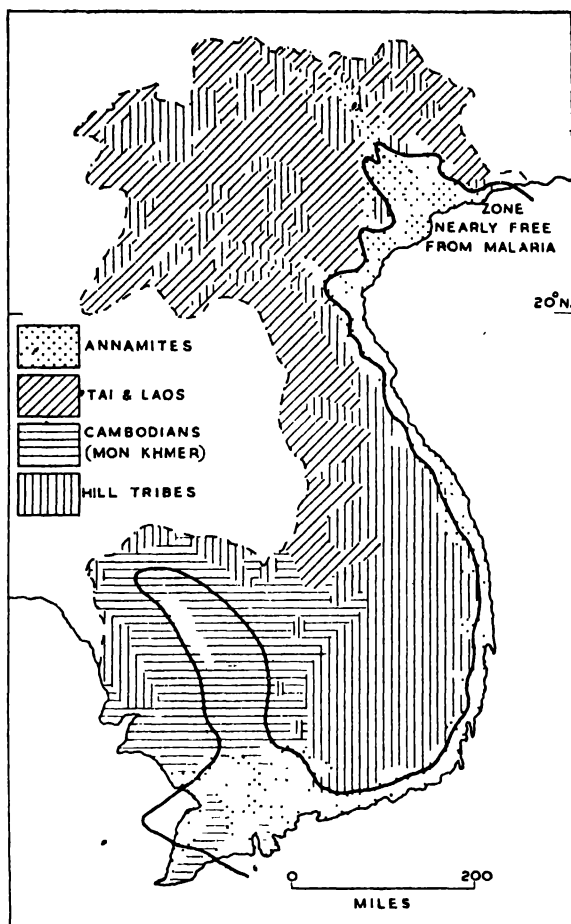 ZONE
NEARLY FREE
FROM MALARIA
20°N.
ANNAMITES
TAI & LAOS
CAMBODIANS
(MON KHMER)
HILL TRIBES
0 200
MILES